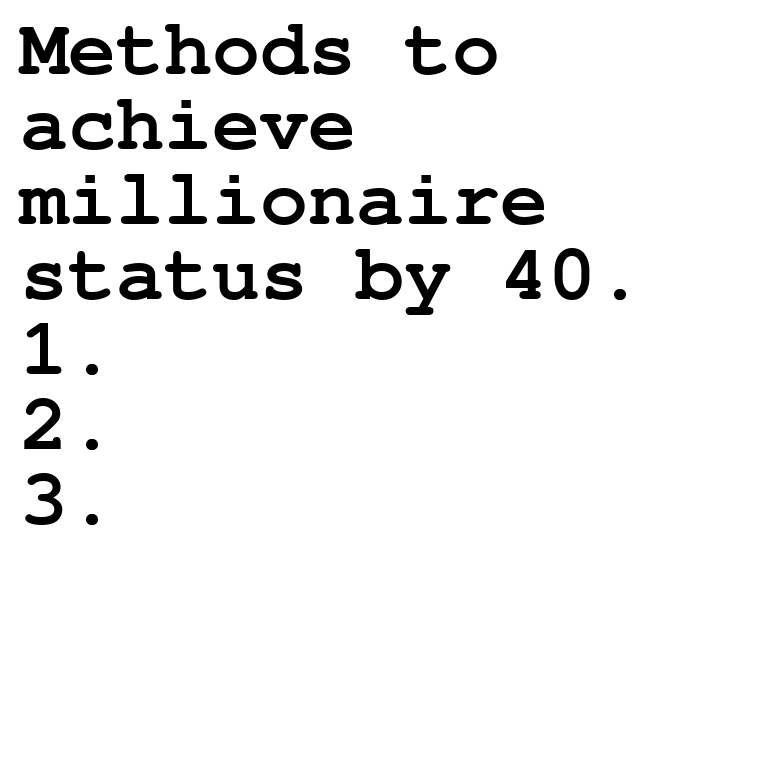 Methods to
achieve
millionaire
status by 40.
1.
2.
3.